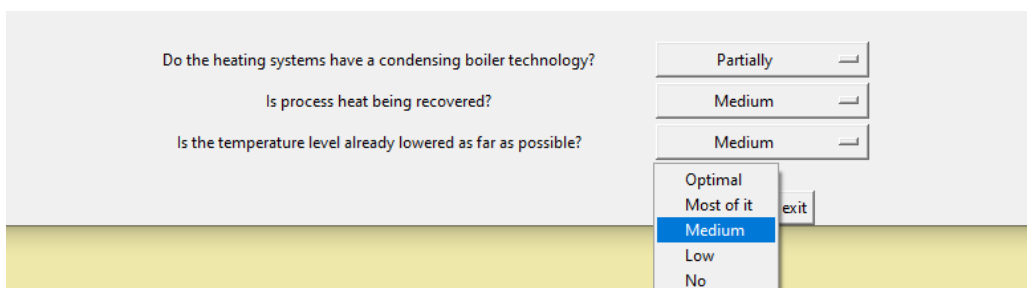 Do the heating systems have a condensing boiler technology? Partially
Is process heat being recovered? Medium
Is the temperature level already lowered as far as possible? Medium
Optimal
Most of it
exit
Medium
Low
No